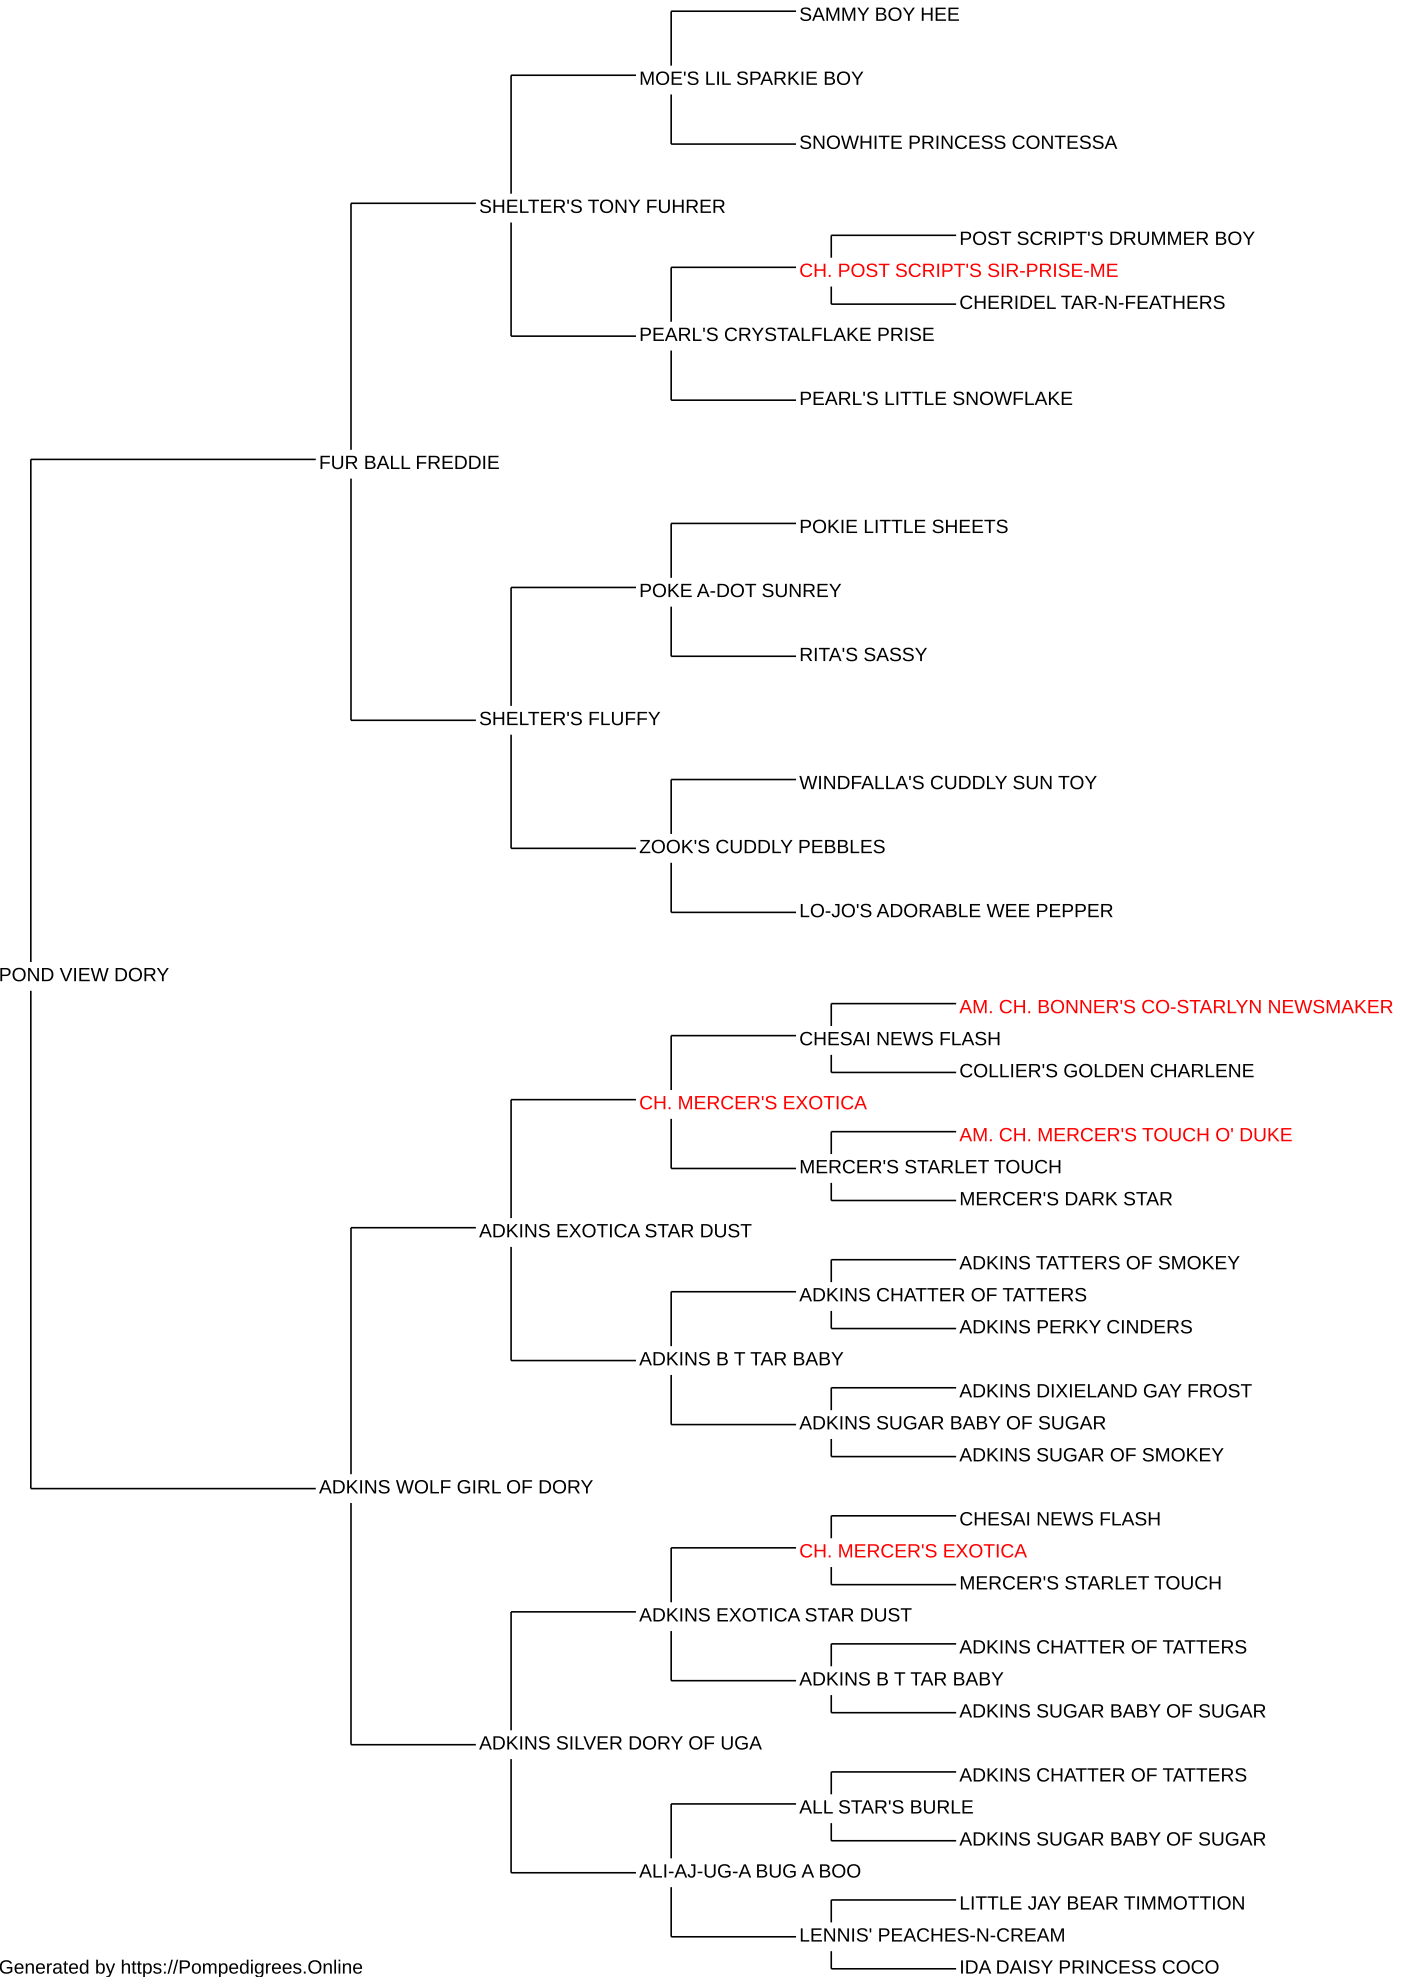 SAMMY BOY HEE
MOE'S LIL SPARKIE BOY
SNOWHITE PRINCESS CONTESSA
SHELTER'S TONY FUHRER
POST SCRIPT'S DRUMMER BOY
CH. POST SCRIPT'S SIR-PRISE-ME
CHERIDEL TAR-N-FEATHERS
PEARL'S CRYSTALFLAKE PRISE
PEARL'S LITTLE SNOWFLAKE
FUR BALL FREDDIE
POKIE LITTLE SHEETS
POKE A-DOT SUNREY
RITA'S SASSY
SHELTER'S FLUFFY
WINDFALLA'S CUDDLY SUN TOY
ZOOK'S CUDDLY PEBBLES
LO-JO'S ADORABLE WEE PEPPER
POND VIEW DORY
AM. CH. BONNER'S CO-STARLYN NEWSMAKER
CHESAI NEWS FLASH
COLLIER'S GOLDEN CHARLENE
CH. MERCER'S EXOTICA
AM. CH. MERCER'S TOUCH O' DUKE
MERCER'S STARLET TOUCH
MERCER'S DARK STAR
ADKINS EXOTICA STAR DUST
ADKINS TATTERS OF SMOKEY
ADKINS CHATTER OF TATTERS
ADKINS PERKY CINDERS
ADKINS B T TAR BABY
ADKINS DIXIELAND GAY FROST
ADKINS SUGAR BABY OF SUGAR
ADKINS SUGAR OF SMOKEY
ADKINS WOLF GIRL OF DORY
CHESAI NEWS FLASH
CH. MERCER'S EXOTICA
MERCER'S STARLET TOUCH
ADKINS EXOTICA STAR DUST
ADKINS CHATTER OF TATTERS
ADKINS B T TAR BABY
ADKINS SUGAR BABY OF SUGAR
ADKINS SILVER DORY OF UGA
ADKINS CHATTER OF TATTERS
ALL STAR'S BURLE
ADKINS SUGAR BABY OF SUGAR
ALI-AJ-UG-A BUG A BOO
LITTLE JAY BEAR TIMMOTTION
LENNIS' PEACHES-N-CREAM
IDA DAISY PRINCESS COCO
Generated by https://Pompedigrees.Online